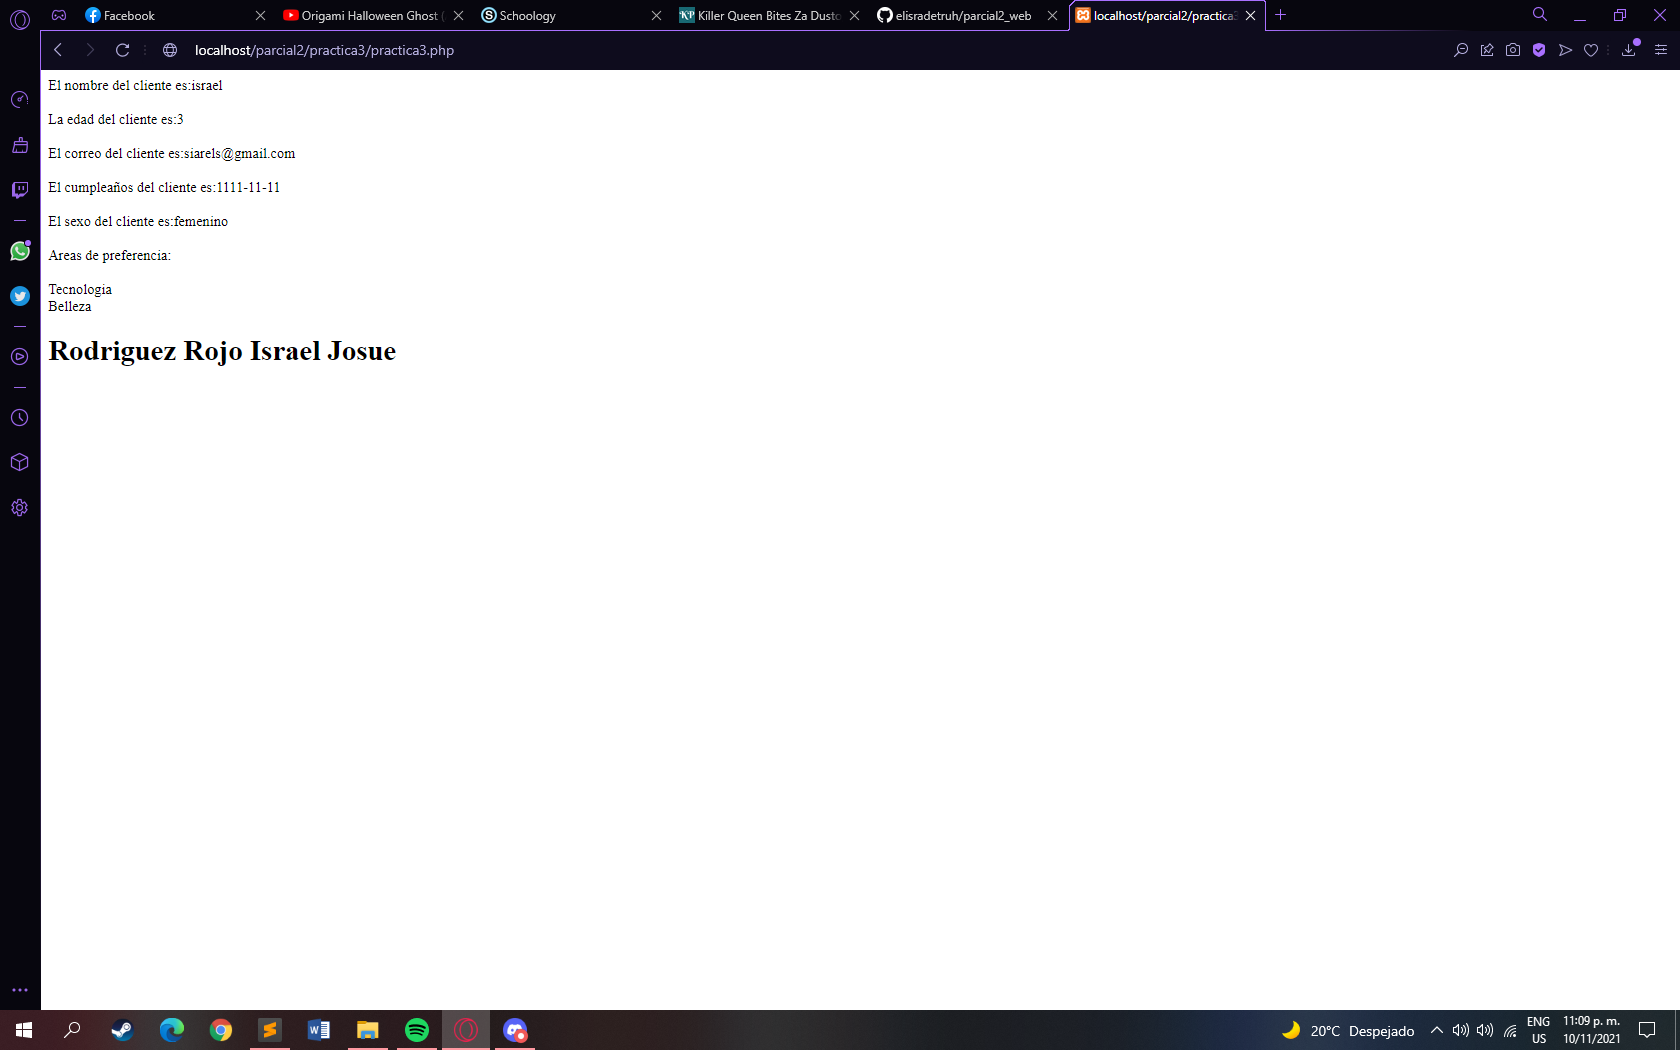 Facebook
Origami Halloween Ghost (
Schoology
Killer Queen Bites Za Dusto
elisradetruh/parcial2_web
localhost/parcial2/practica3
localhost/parcial2/practica3/practica3.php
El nombre del cliente es:israel
La edad del cliente es:3
El correo del cliente es:siarels@gmail.com
El cumpleaños del cliente es:1111-11-11
El sexo del cliente es:femenino
Areas de preferencia:
Tecnologia
Belleza
Rodriguez Rojo Israel Josue
20°C Despejado
ENG
US
11:09 p. m.
10/11/2021